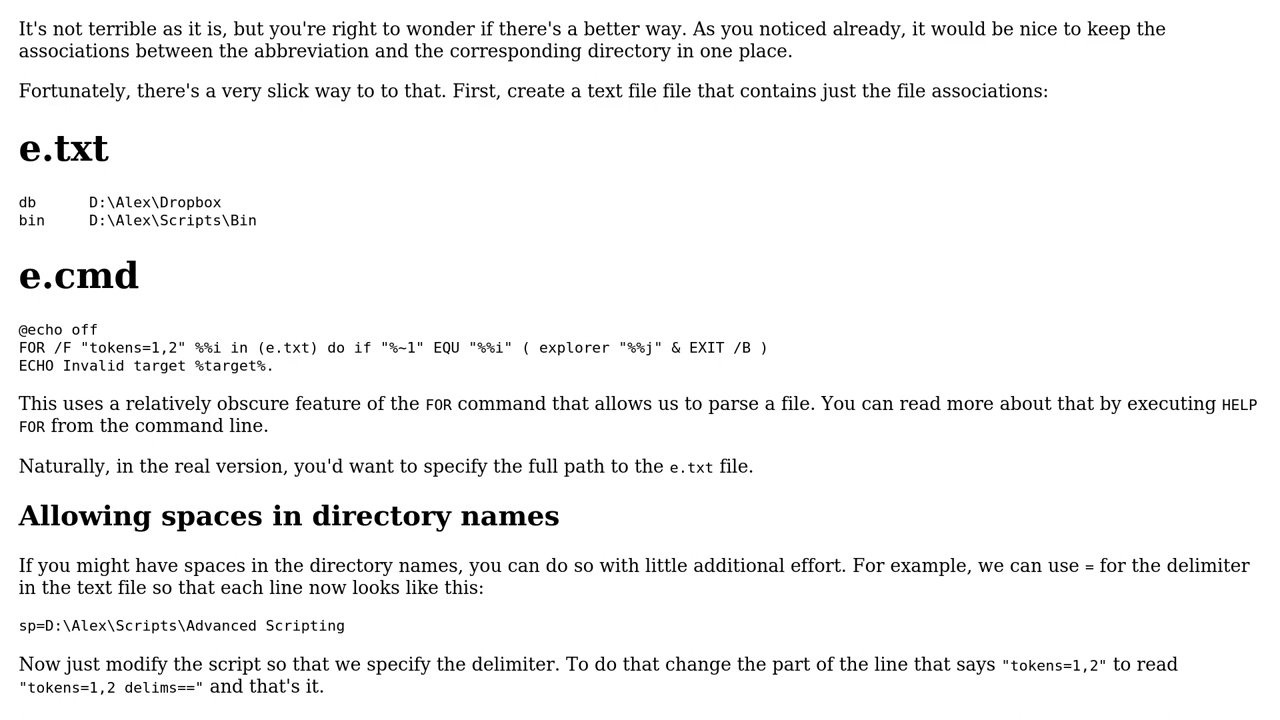 It's not terrible as it is, but you're right to wonder if there's a better way. As you noticed already, it would be nice to keep the
associations between the abbreviation and the corresponding directory in one place.
Fortunately, there's a very slick way to to that. First, create a text file file that contains just the file associations:
e.txt
db      D:\Alex\Dropbox
bin     D:\Alex\Scripts\Bin
e.cmd
@echo off
FOR /F "tokens=1,2" %%i in (e.txt) do if "%~1" EQU "%%i" ( explorer "%%j" & EXIT /B )
ECHO Invalid target %target%.
This uses a relatively obscure feature of the FOR command that allows us to parse a file. You can read more about that by executing HELP
FOR from the command line.
Naturally, in the real version, you'd want to specify the full path to the e.txt file.
Allowing spaces in directory names
If you might have spaces in the directory names, you can do so with little additional effort. For example, we can use = for the delimiter
in the text file so that each line now looks like this:
sp=D:\Alex\Scripts\Advanced Scripting
Now just modify the script so that we specify the delimiter. To do that change the part of the line that says "tokens=1,2" to read
"tokens=1,2 delims==" and that's it.